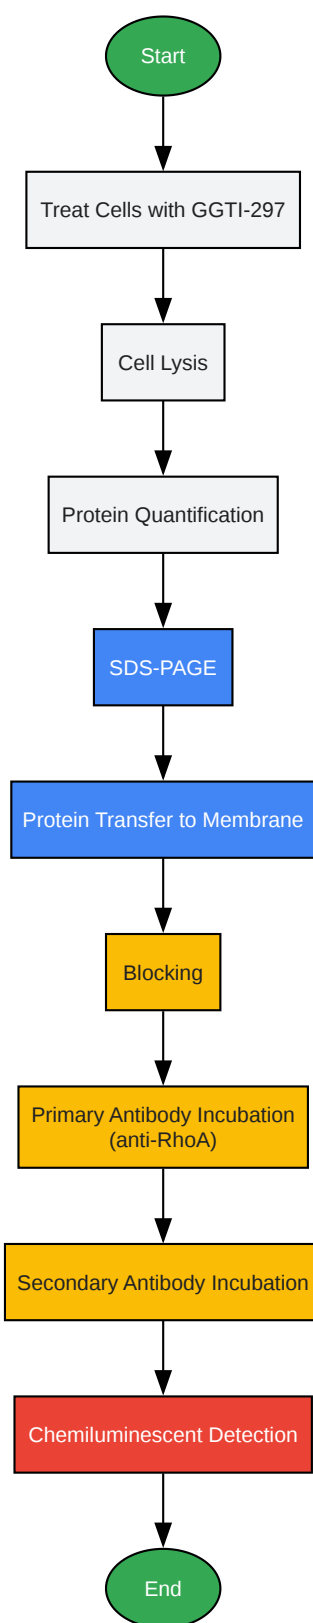 Start
Treat Cells with GGTI-297
Cell Lysis
Protein Quantification
SDS-PAGE
Protein Transfer to Membrane
Blocking
Primary Antibody Incubation
(anti-RhoA)
Secondary Antibody Incubation
Chemiluminescent Detection
End